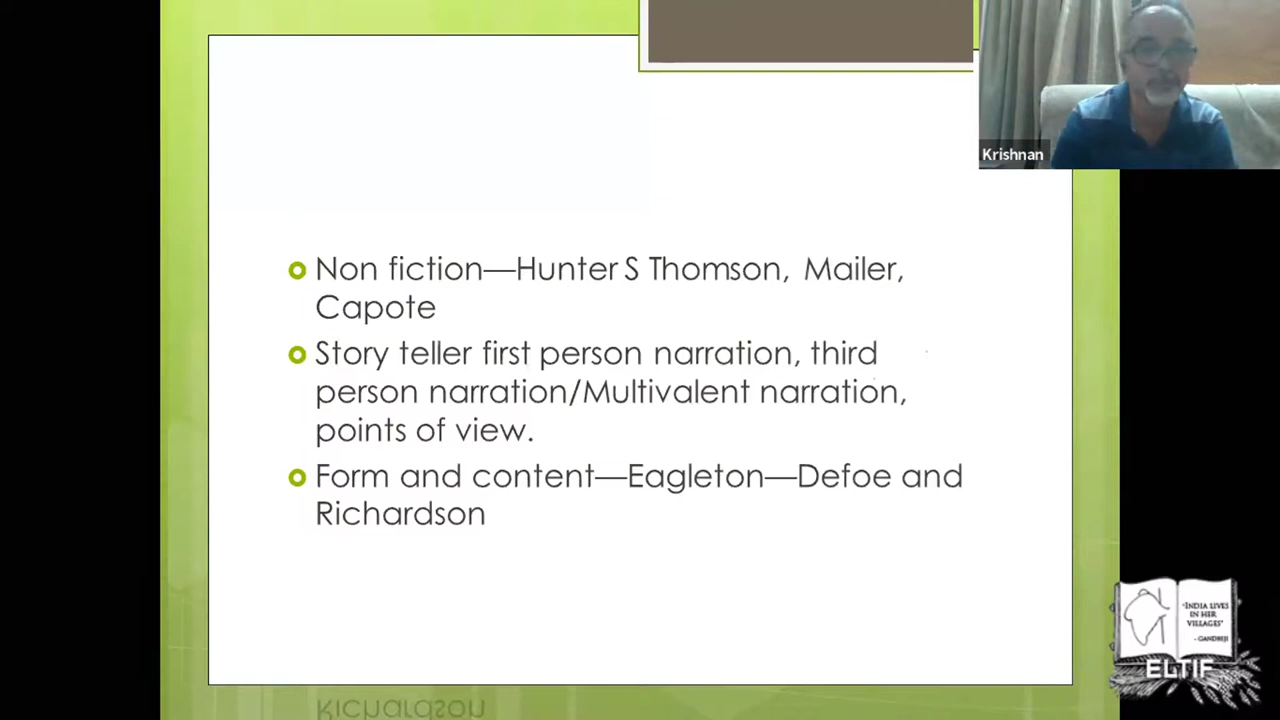 Krishnan
Non fiction—Hunter S Thomson, Mailer,
Capote
Story teller first person narration, third
person narration/Multivalent narration,
points of view.
Form and content—Eagleton—Defoe and
Richardson
"INDIA LIVES
IN HER
VILLAGES"
- GANDHIJI
ELTIF